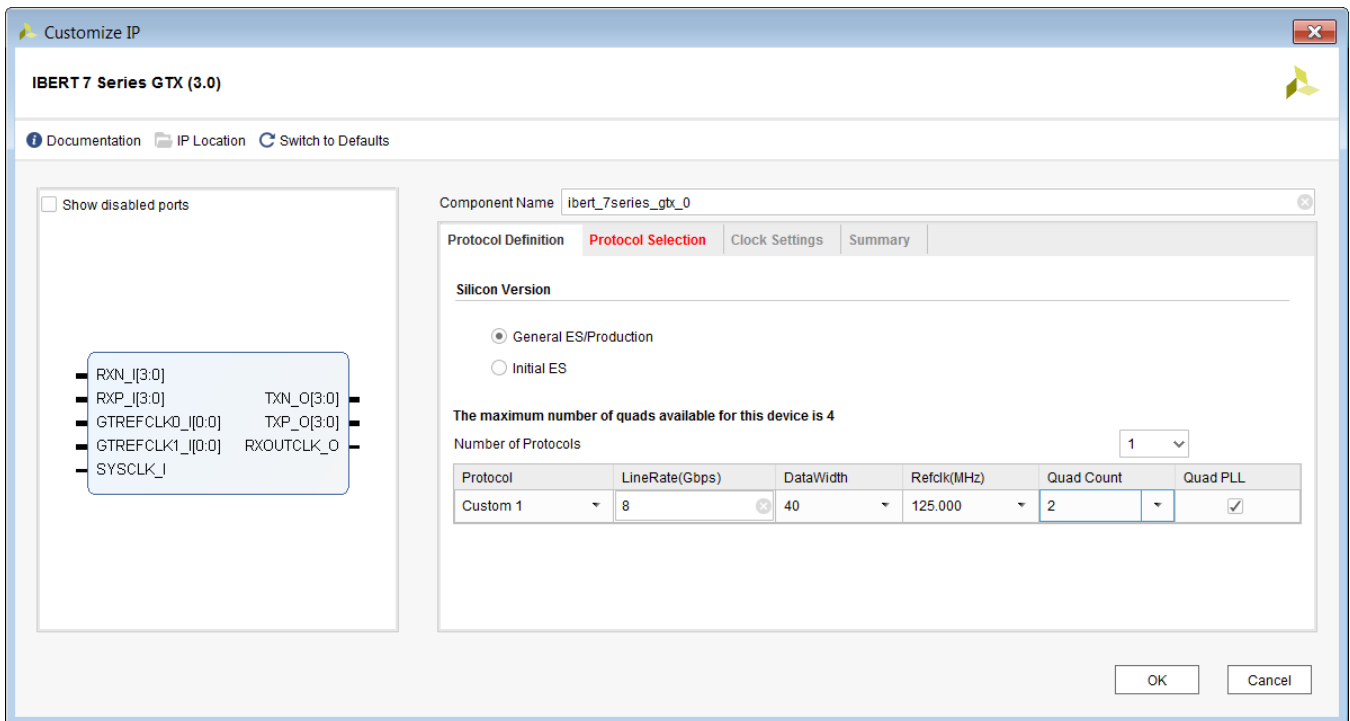 Customize IP
IBERT 7 Series GTX (3.0)
Documentation IP Location Switch to Defaults
Show disabled ports
RXN_I[3:0]
RXP_I[3:0] TXN_O[3:0]
GTREFCLK0_I[0:0] TXP_O[3:0]
GTREFCLK1_I[0:0] RXOUTCLK_O
SYSCLK_I
Component Name ibert_7series_gtx_0
Protocol Definition Protocol Selection Clock Settings Summary
Silicon Version
General ES/Production
Initial ES
The maximum number of quads available for this device is 4
Number of Protocols 1
Protocol LineRate(Gbps) DataWidth Refclk(MHz) Quad Count Quad PLL
Custom 1 8 40 125.000 2
OK Cancel